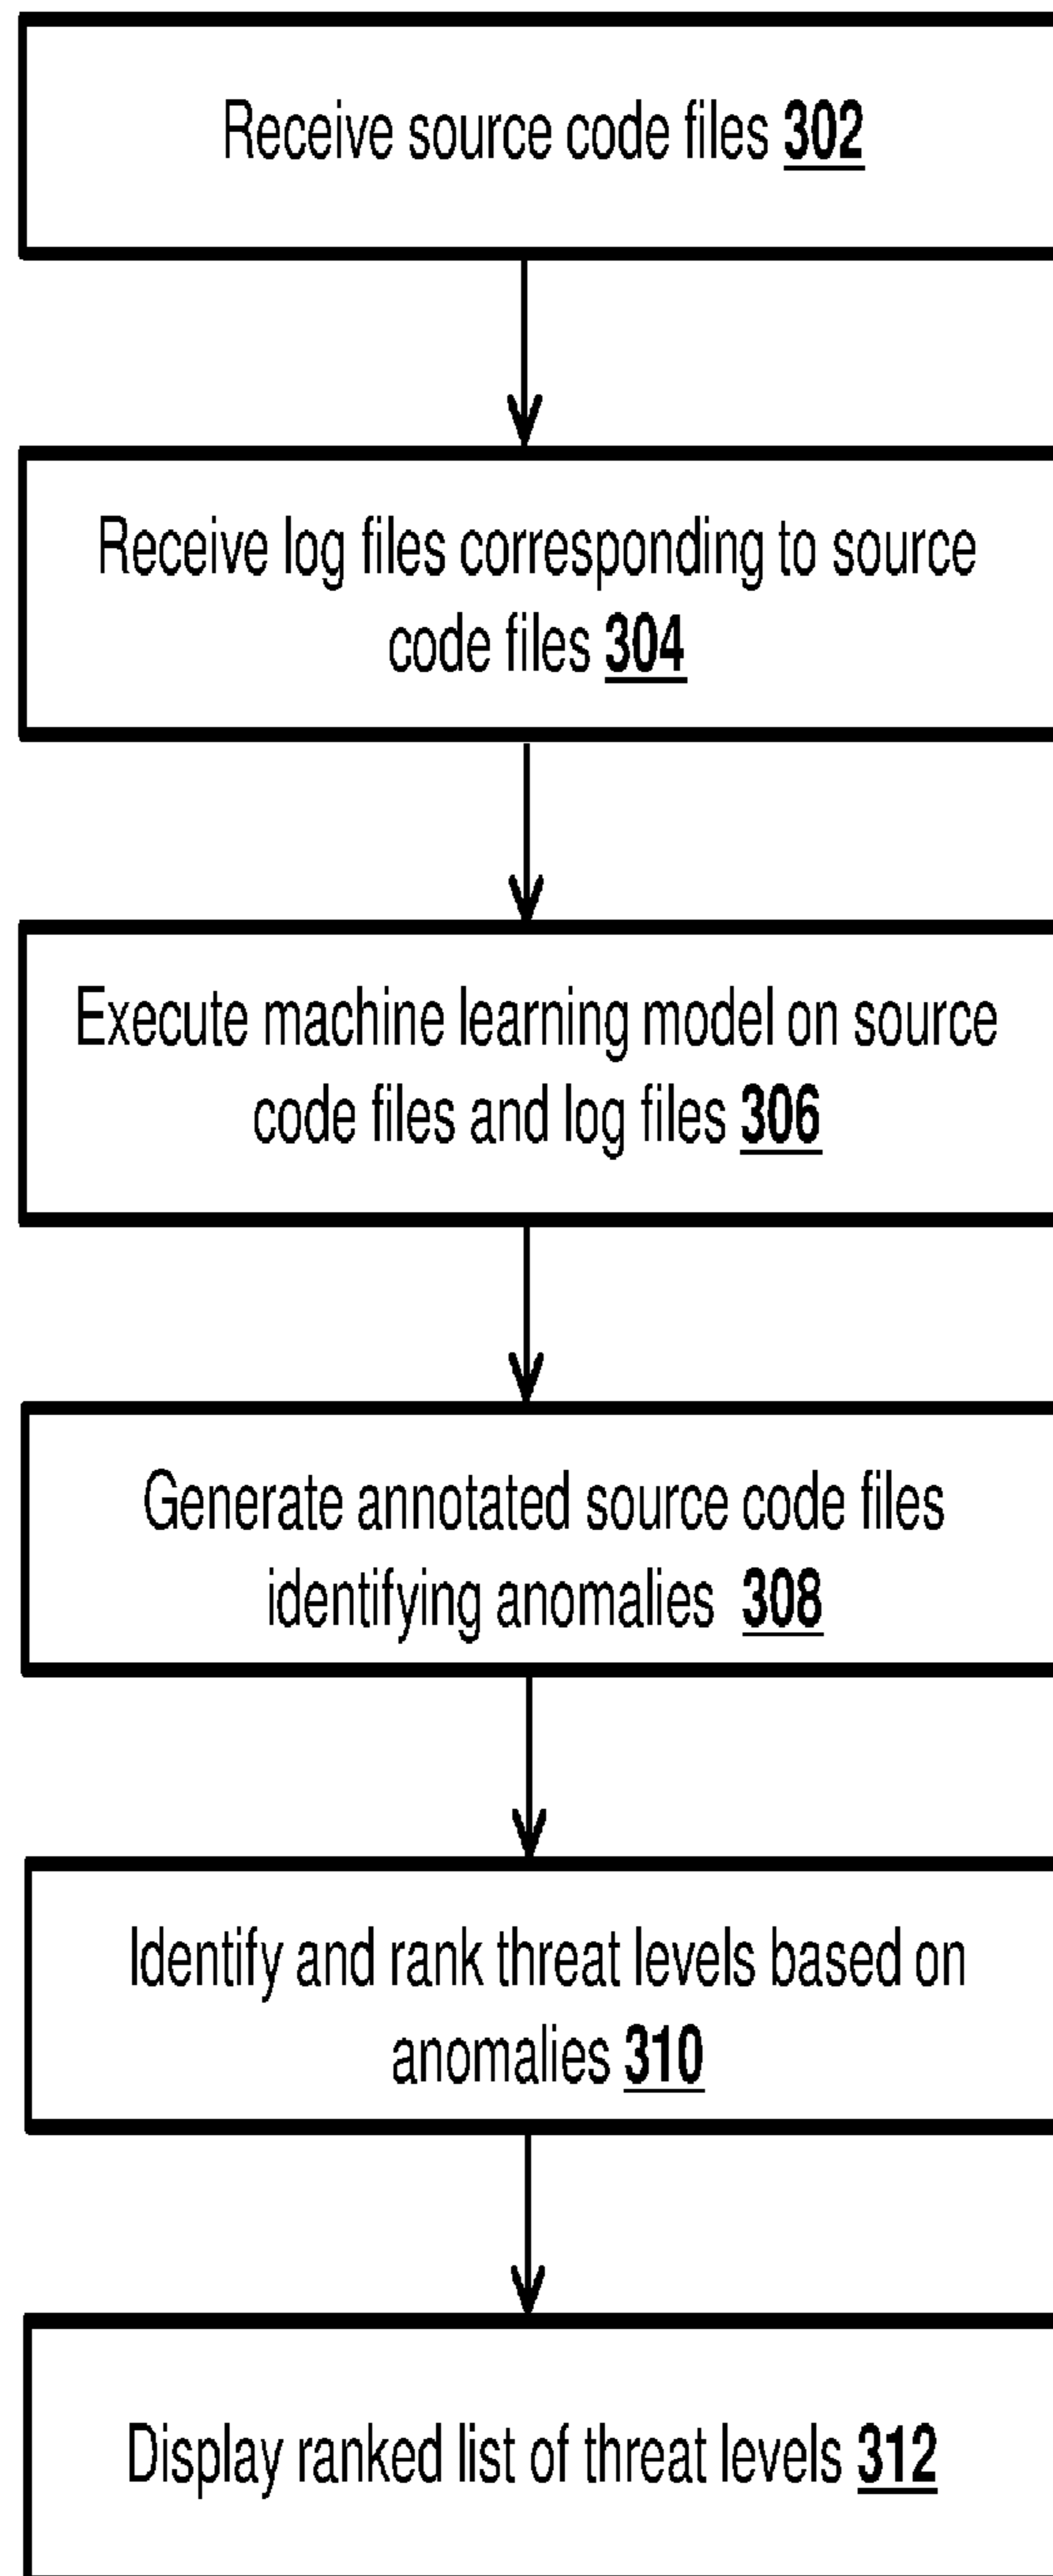 Receive source code files 302
Receive log files corresponding to source
code files 304
Execute machine learning model on source
code files and log files 306
Generate annotated source code files
identifying anomalies 308
Identify and rank threat levels based on
anomalies 310
Display ranked list of threat levels 312